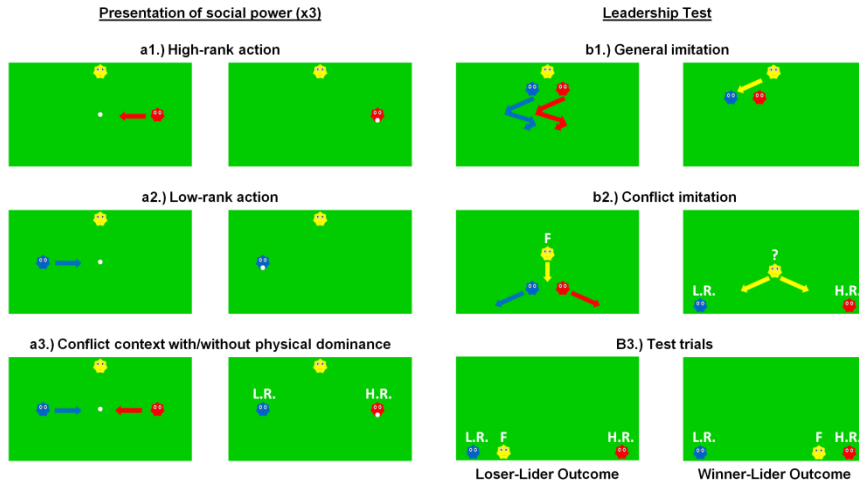 Presentation of social power (x3)
Leadership Test
a1.) High-rank action
b1.) General imitation
a2.) Low-rank action
b2.) Conflict imitation
F
?
L.R.
H.R.
a3.) Conflict context with/without physical dominance
B3.) Test trials
L.R.
H.R.
L.R.
F
H.R.
L.R.
F
H.R.
Loser-Lider Outcome
Winner-Lider Outcome